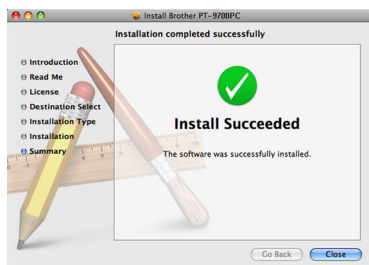 Install Brother PT-9700PC
Installation completed successfully
Introduction
Read Me
License
Destination Select
Installation Type
Installation
Summary
Install Succeeded
The software was successfully installed.
Go Back
Close